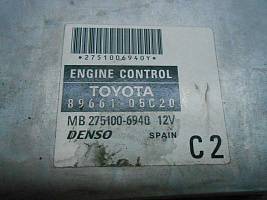 *2751006940Y*
ENGINE CONTROL
TOYOTA
89661-05C20
MB 275100-6940 12V
DENSO SPAIN C2